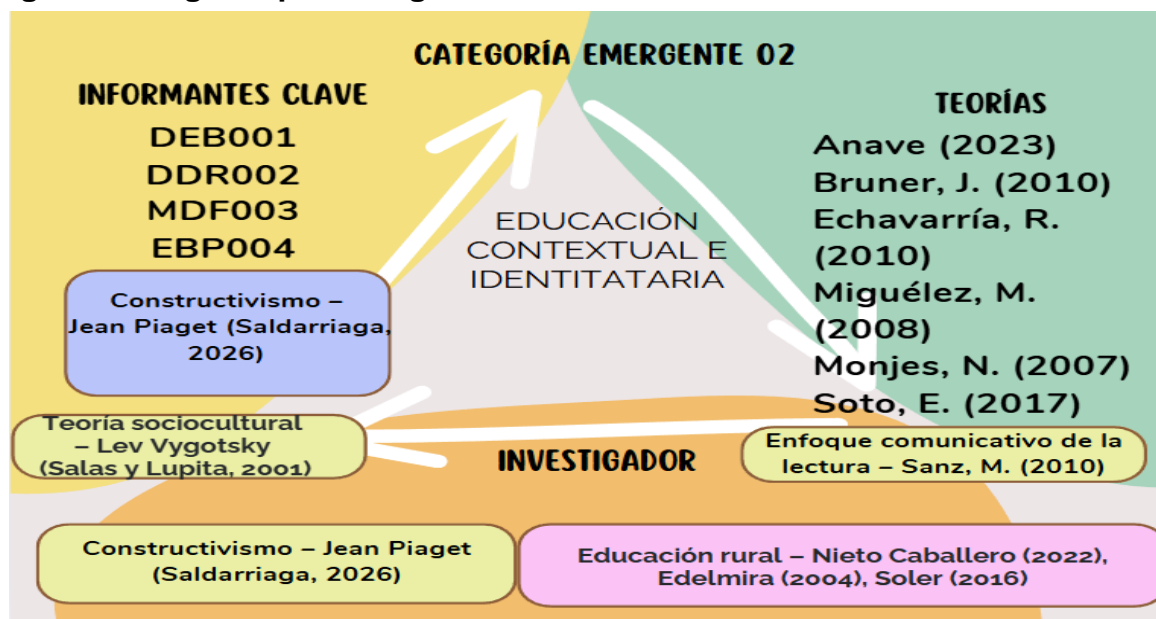 CATEGORÍA EMERGENTE 02
INFORMANTES CLAVE
DEB001
DDR002
MDF003
EBP004
Constructivismo –
Jean Piaget (Saldarriaga,
2026)
Teoría sociocultural
– Lev Vygotsky
(Salas y Lupita, 2001)
EDUCACIÓN
CONTEXTUAL E
IDENTITATARIA
TEORÍAS
Anave (2023)
Bruner, J. (2010)
Echavarría, R.
(2010)
Miguélez, M.
(2008)
Monjes, N. (2007)
Soto, E. (2017)
Enfoque comunicativo de la
lectura – Sanz, M. (2010)
INVESTIGADOR
Constructivismo – Jean Piaget
(Saldarriaga, 2026)
Educación rural – Nieto Caballero (2022),
Edelmira (2004), Soler (2016)